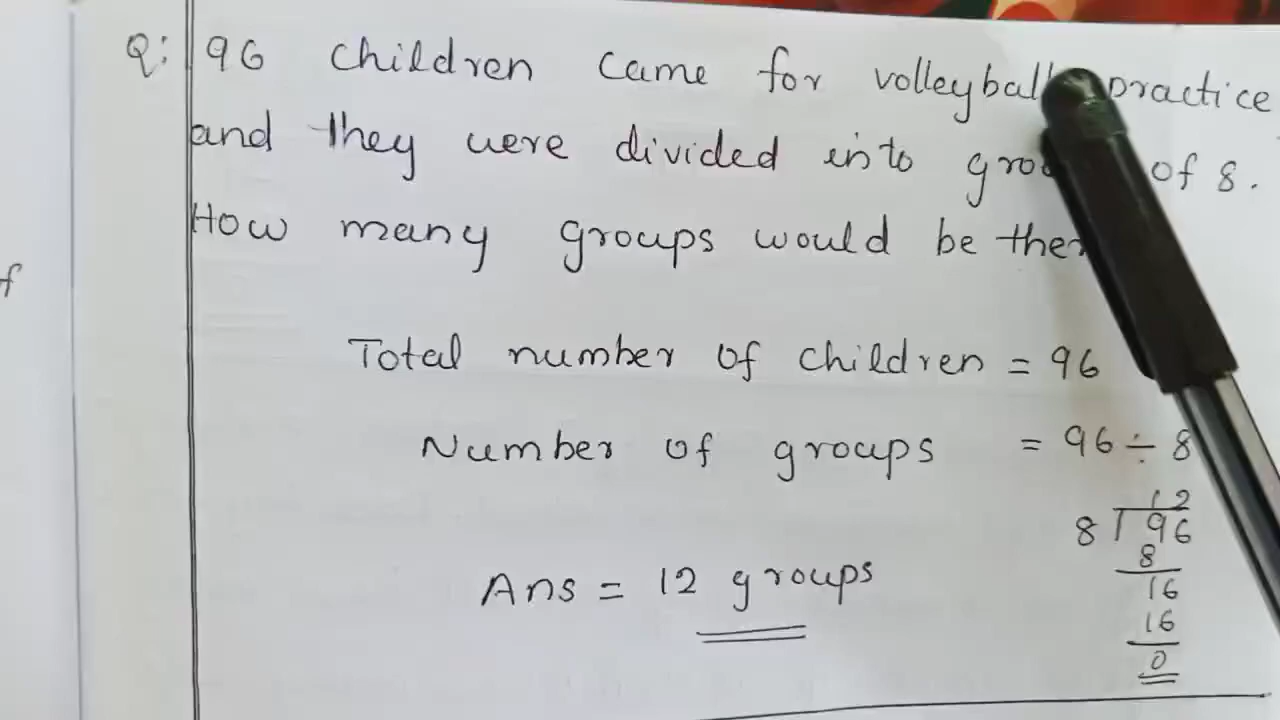 Q: 96 children came for volleyball practice
and they were divided into of 8.
How many groups would be
Total number of children = 96
Number of groups = 96 ÷ 8
12
8 96
8
16
Ans = 12 groups
16
0